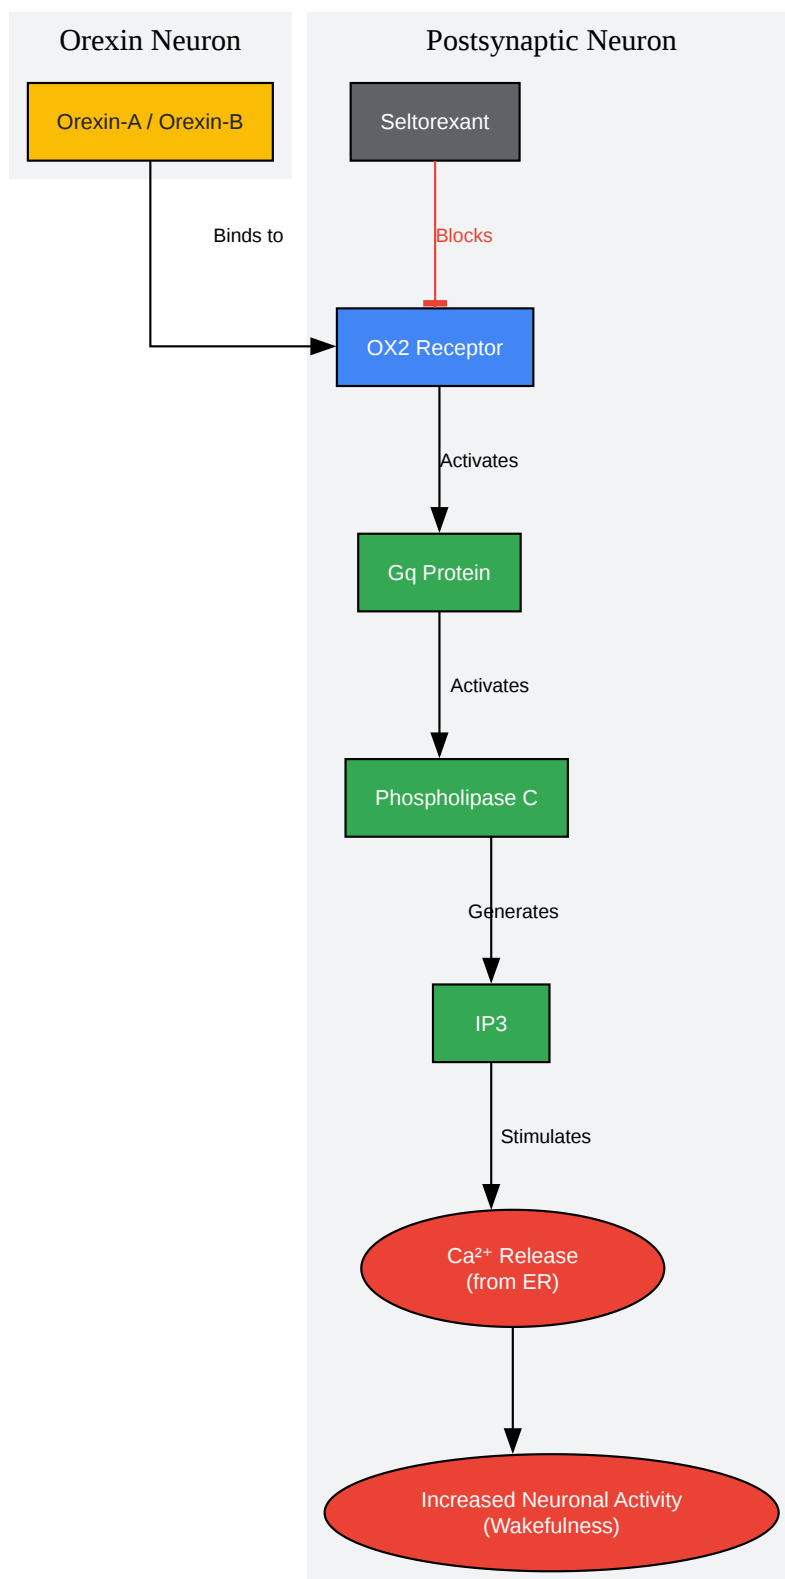 Orexin Neuron
Postsynaptic Neuron
Orexin-A / Orexin-B
Seltorexant
Binds to
Blocks
OX2 Receptor
Activates
Gq Protein
Activates
Phospholipase C
Generates
IP3
Stimulates
Ca²⁺ Release
(from ER)
Increased Neuronal Activity
(Wakefulness)